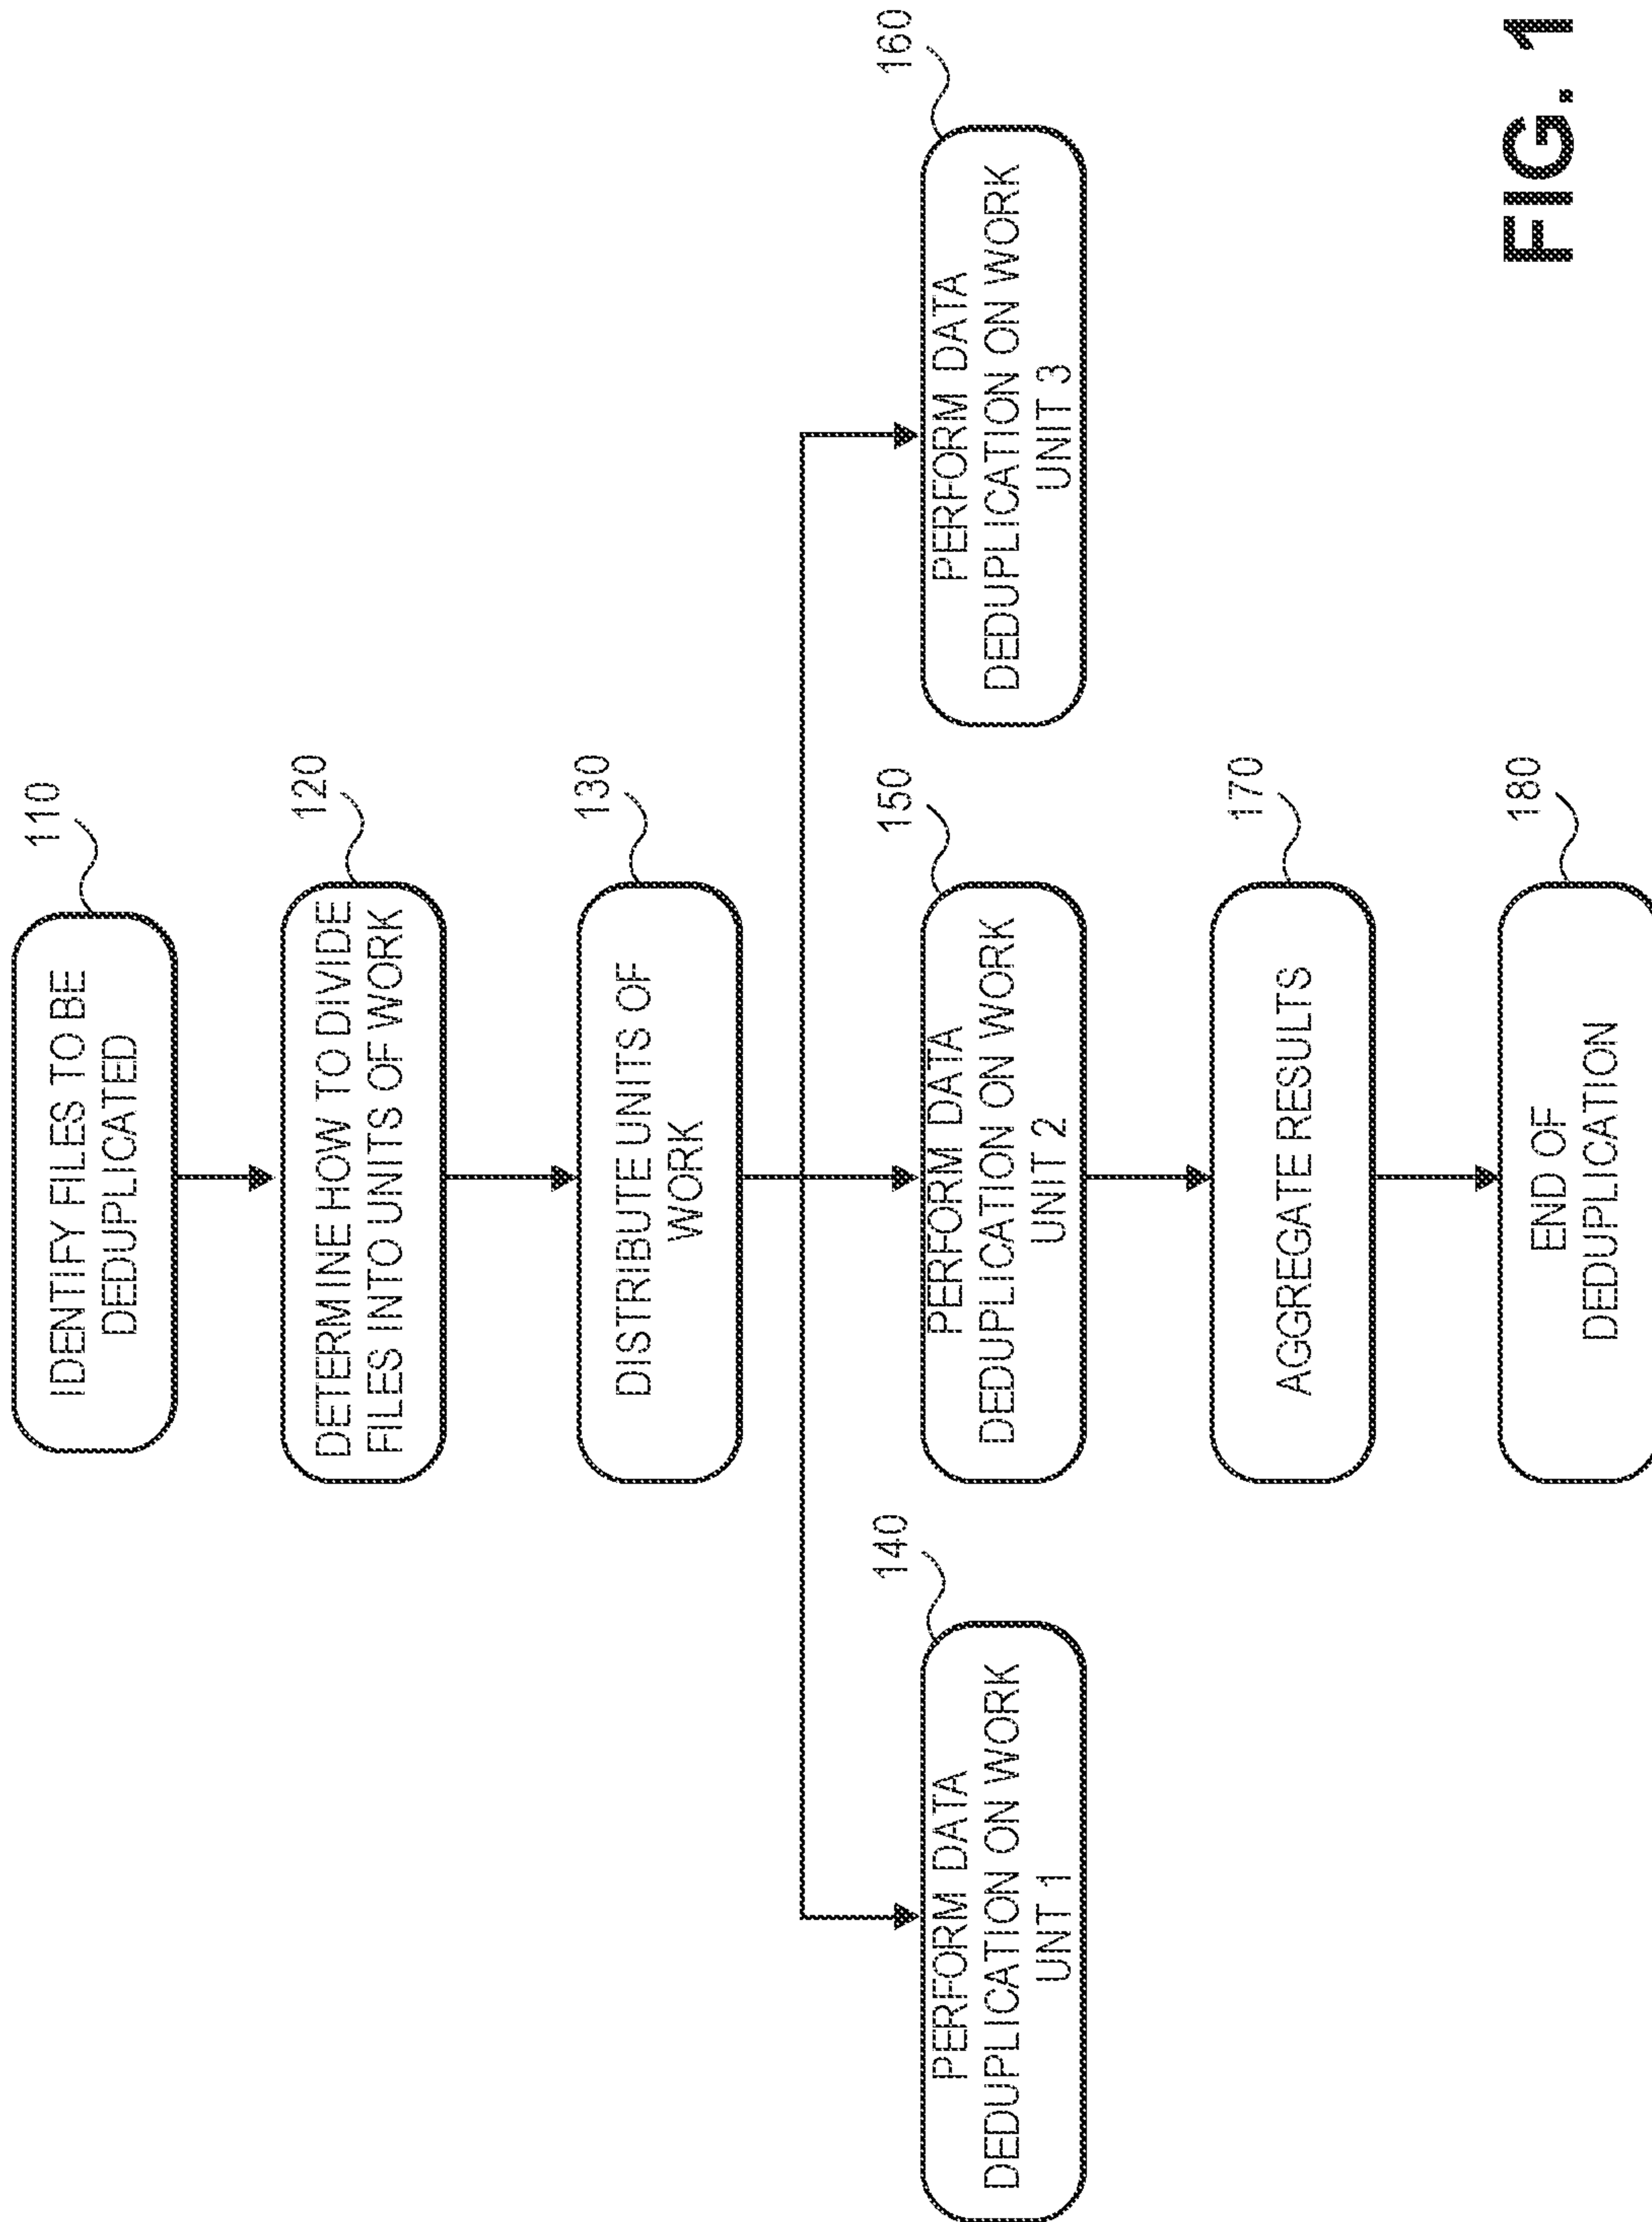 110
IDENTIFY FILES TO BE
DEDUPLICATED
120
DETERMINE HOW TO DIVIDE
FILES INTO UNITS OF WORK
130
DISTRIBUTE UNITS OF
WORK
140
PERFORM DATA
DEDUPLICATION ON WORK
UNT 1
150
PERFORM DATA
DEDUPLICATION ON WORK
UNIT 2
160
PERFORM DATA
DEDUPLICATION ON WORK
UNIT 3
170
AGGREGATE RESULTS
180
END OF
DEDUPLICATION
FIG. 1